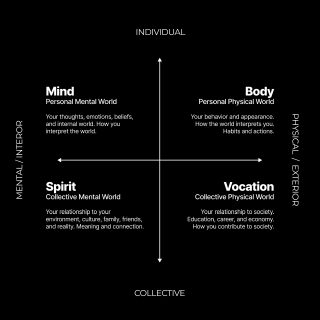 INDIVIDUAL
Mind
Personal Mental World
Your thoughts, emotions, beliefs,
and internal world. How you
interpret the world.
Body
Personal Physical World
Your behavior and appearance.
How the world interprets you.
Habits and actions.
MENTAL / INTEROR
PHYSICAL / EXTERIOR
Spirit
Collective Mental World
Your relationship to your
environment, culture, family, friends,
and reality. Meaning and connection.
Vocation
Collective Physical World
Your relationship to society.
Education, career, and economy.
How you contribute to society.
COLLECTIVE